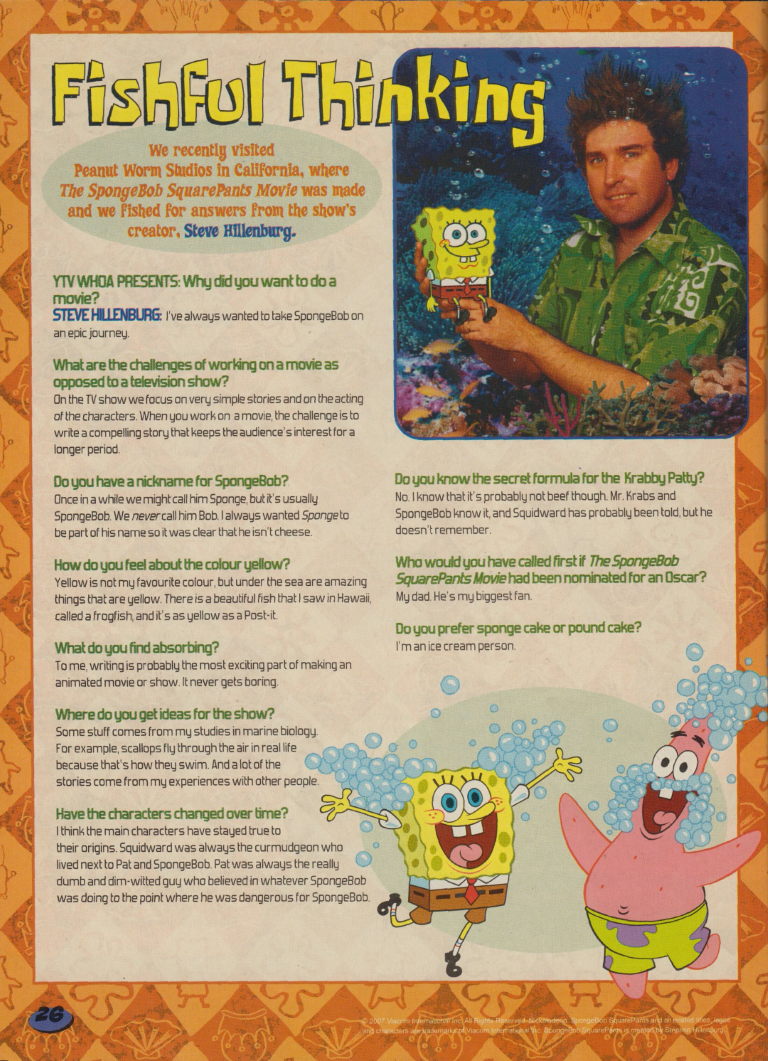 Fishful Thinking
We recently visited
Peanut Worm Studios in California, where
The SpongeBob SquarePants Movie was made
and we fished for answers from the show's
creator, Steve Hillenburg.
YTV WHOA PRESENTS: Why did you want to do a
movie?
STEVE HILLENBURG: I've always wanted to take SpongeBob on
an epic journey.
What are the challenges of working on a movie as
opposed to a television show?
On the TV show we focus on very simple stories and on the acting
of the characters. When you work on a movie, the challenge is to
write a compelling story that keeps the audience's interest for a
longer period.
Do you have a nickname for SpongeBob?
Once in a while we might call him Sponge, but it's usually
SpongeBob. We never call him Bob. I always wanted Sponge to
be part of his name so it was clear that he isn't cheese.
How do you feel about the colour yellow?
Yellow is not my favourite colour, but under the sea are amazing
things that are yellow. There is a beautiful fish that I saw in Hawaii,
called a frogfish, and it's as yellow as a Post-it.
What do you find absorbing?
To me, writing is probably the most exciting part of making an
animated movie or show. It never gets boring.
Where do you get ideas for the show?
Some stuff comes from my studies in marine biology.
For example, scallops fly through the air in real life
because that's how they swim. And a lot of the
stories come from my experiences with other people.
Have the characters changed over time?
I think the main characters have stayed true to
their origins. Squidward was always the curmudgeon who
lived next to Pat and SpongeBob. Pat was always the really
dumb and dim-witted guy who believed in whatever SpongeBob
was doing to the point where he was dangerous for SpongeBob.
Do you know the secret formula for the Krabby Patty?
No. I know that it's probably not beef though. Mr. Krabs and
SpongeBob know it, and Squidward has probably been told, but he
doesn't remember.
Who would you have called first if The SpongeBob
SquarePants Movie had been nominated for an Oscar?
My dad. He's my biggest fan.
Do you prefer sponge cake or pound cake?
I'm an ice cream person.
26
© 2007 Viacom International Inc. All Rights Reserved. Nickelodeon, SpongeBob SquarePants and all related titles, logos
and characters are trademarks of Viacom International Inc. SpongeBob SquarePants is created by Stephen Hillenburg.